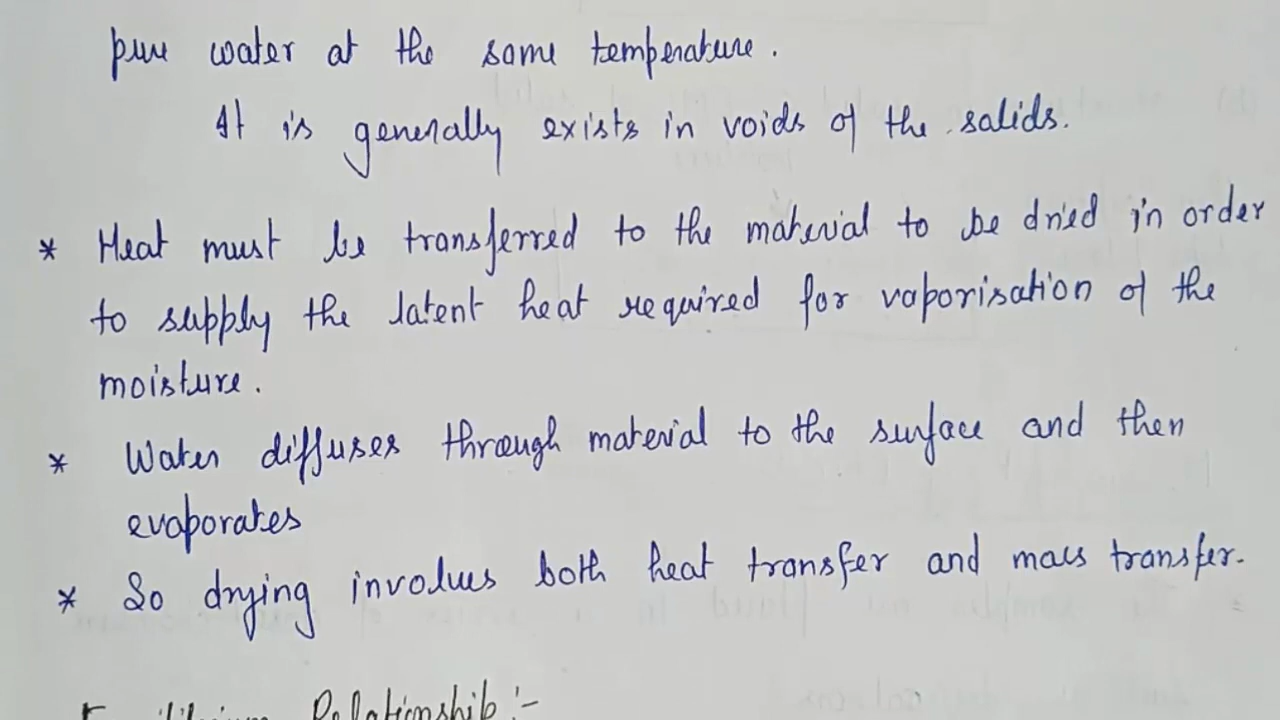 pure water at the same temperature.
It is generally exists in voids of the solids.
* Heat must be transferred to the material to be dried in order
to supply the latent heat required for vaporisation of the
moisture.
* Water diffuses through material to the surface and then
evaporates
* So drying involves both heat transfer and mass transfer.
Equilibrium Relationship :-